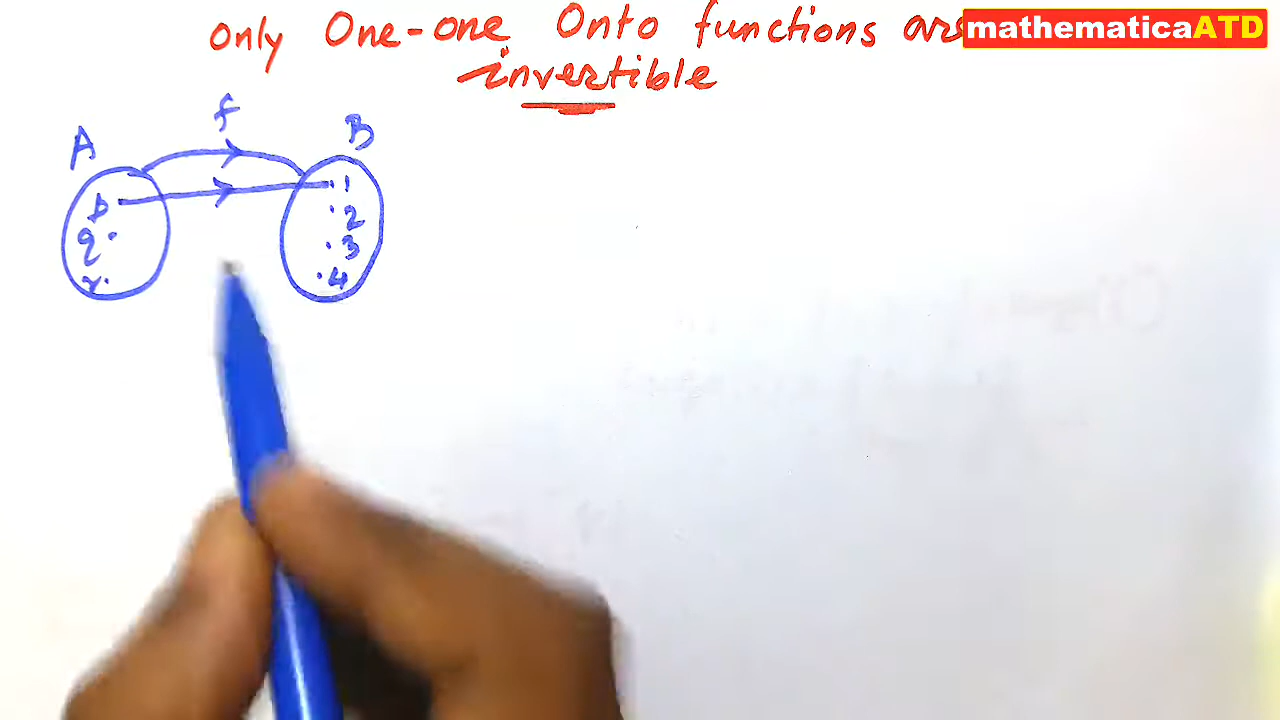 only One-one Onto functions are
invertible
mathematicaATD
f
A B
p 1
q 2
3
r 4